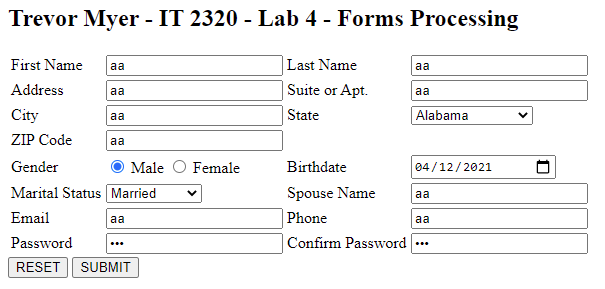 Trevor Myer - IT 2320 - Lab 4 - Forms Processing
First Name aa Last Name aa
Address aa Suite or Apt. aa
City aa State Alabama
ZIP Code aa
Gender Male Female Birthdate 04/12/2021
Marital Status Married Spouse Name aa
Email aa Phone aa
Password ••• Confirm Password •••
RESET SUBMIT